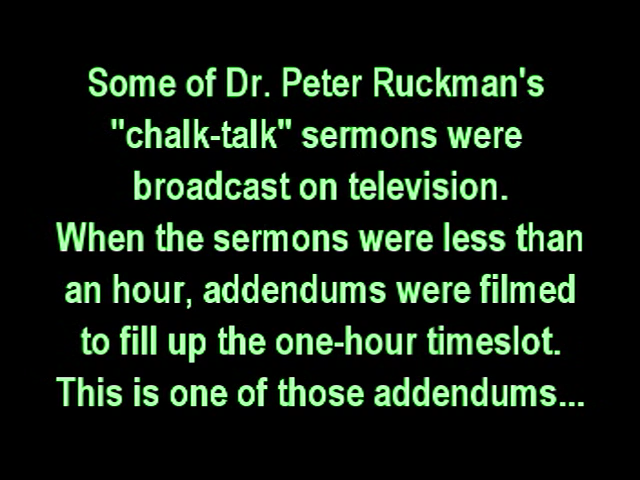 Some of Dr. Peter Ruckman's
"chalk-talk" sermons were
broadcast on television.
When the sermons were less than
an hour, addendums were filmed
to fill up the one-hour timeslot.
This is one of those addendums...